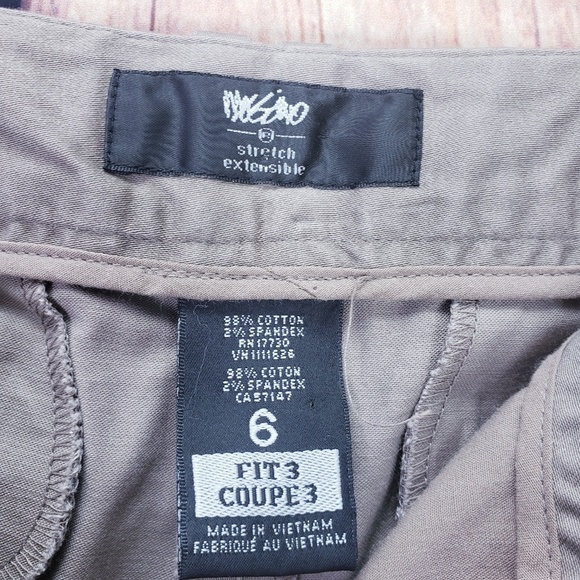 mossimo
stretch
extensible
98% COTTON
2% SPANDEX
RN17730
VN1111626
98% COTON
2% SPANDEX
CA57147
6
FIT 3
COUPE 3
MADE IN VIETNAM
FABRIQUÉ AU VIETNAM